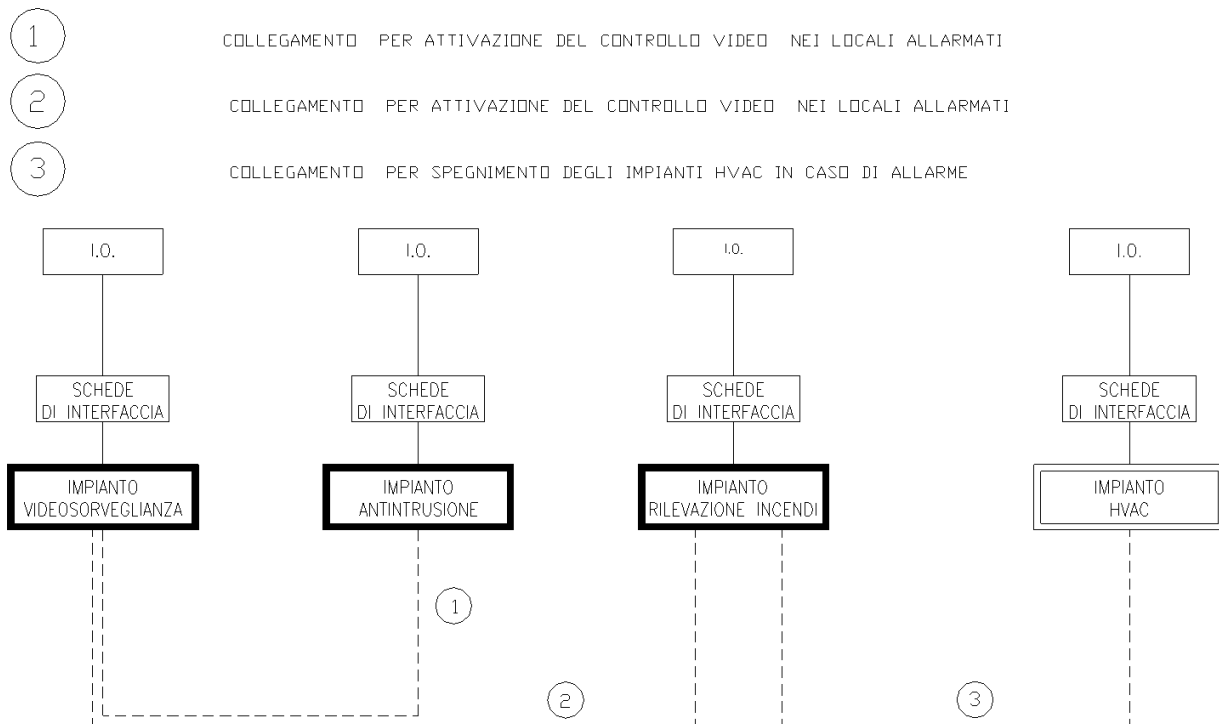 1
COLLEGAMENTO PER ATTIVAZIONE DEL CONTROLLO VIDEO NEI LOCALI ALLARMATI
2
COLLEGAMENTO PER ATTIVAZIONE DEL CONTROLLO VIDEO NEI LOCALI ALLARMATI
3
COLLEGAMENTO PER SPEGNIMENTO DEGLI IMPIANTI HVAC IN CASO DI ALLARME
I.O.
I.O.
I.O.
I.O.
SCHEDE
DI INTERFACCIA
SCHEDE
DI INTERFACCIA
SCHEDE
DI INTERFACCIA
SCHEDE
DI INTERFACCIA
IMPIANTO
VIDEOSORVEGLIANZA
IMPIANTO
ANTINTRUSIONE
IMPIANTO
RILEVAZIONE INCENDI
IMPIANTO
HVAC
1
2
3